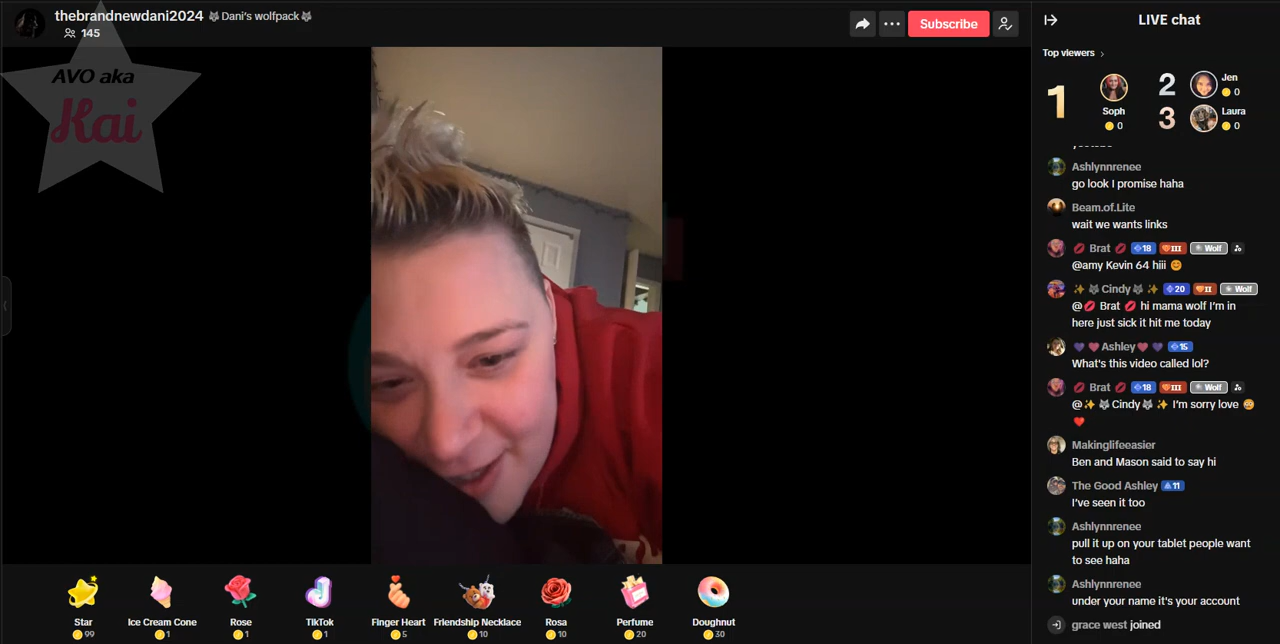 thebrandnewdani2024 🐺Dani's wolfpack🐺
145
Subscribe
AVO aka
Kai
Star
99
Ice Cream Cone
1
Rose
1
TikTok
1
Finger Heart
5
Friendship Necklace
10
Rosa
10
Perfume
20
Doughnut
30
LIVE chat
Top viewers
1
Soph
0
2
Jen
0
3
Laura
0
Ashlynnrenee
go look I promise haha
Beam.of.Lite
wait we wants links
💋 Brat 💋 18 III Wolf
@amy Kevin 64 hiii 😊
✨🐺Cindy🐺✨ 20 II Wolf
@💋 Brat 💋 hi mama wolf I'm in
here just sick it hit me today
💜❤️Ashley❤️💜 15
What's this video called lol?
💋 Brat 💋 18 III Wolf
@✨🐺Cindy🐺✨ I'm sorry love 😳
❤️
Makinglifeeasier
Ben and Mason said to say hi
The Good Ashley 11
I've seen it too
Ashlynnrenee
pull it up on your tablet people want
to see haha
Ashlynnrenee
under your name it's your account
grace west joined